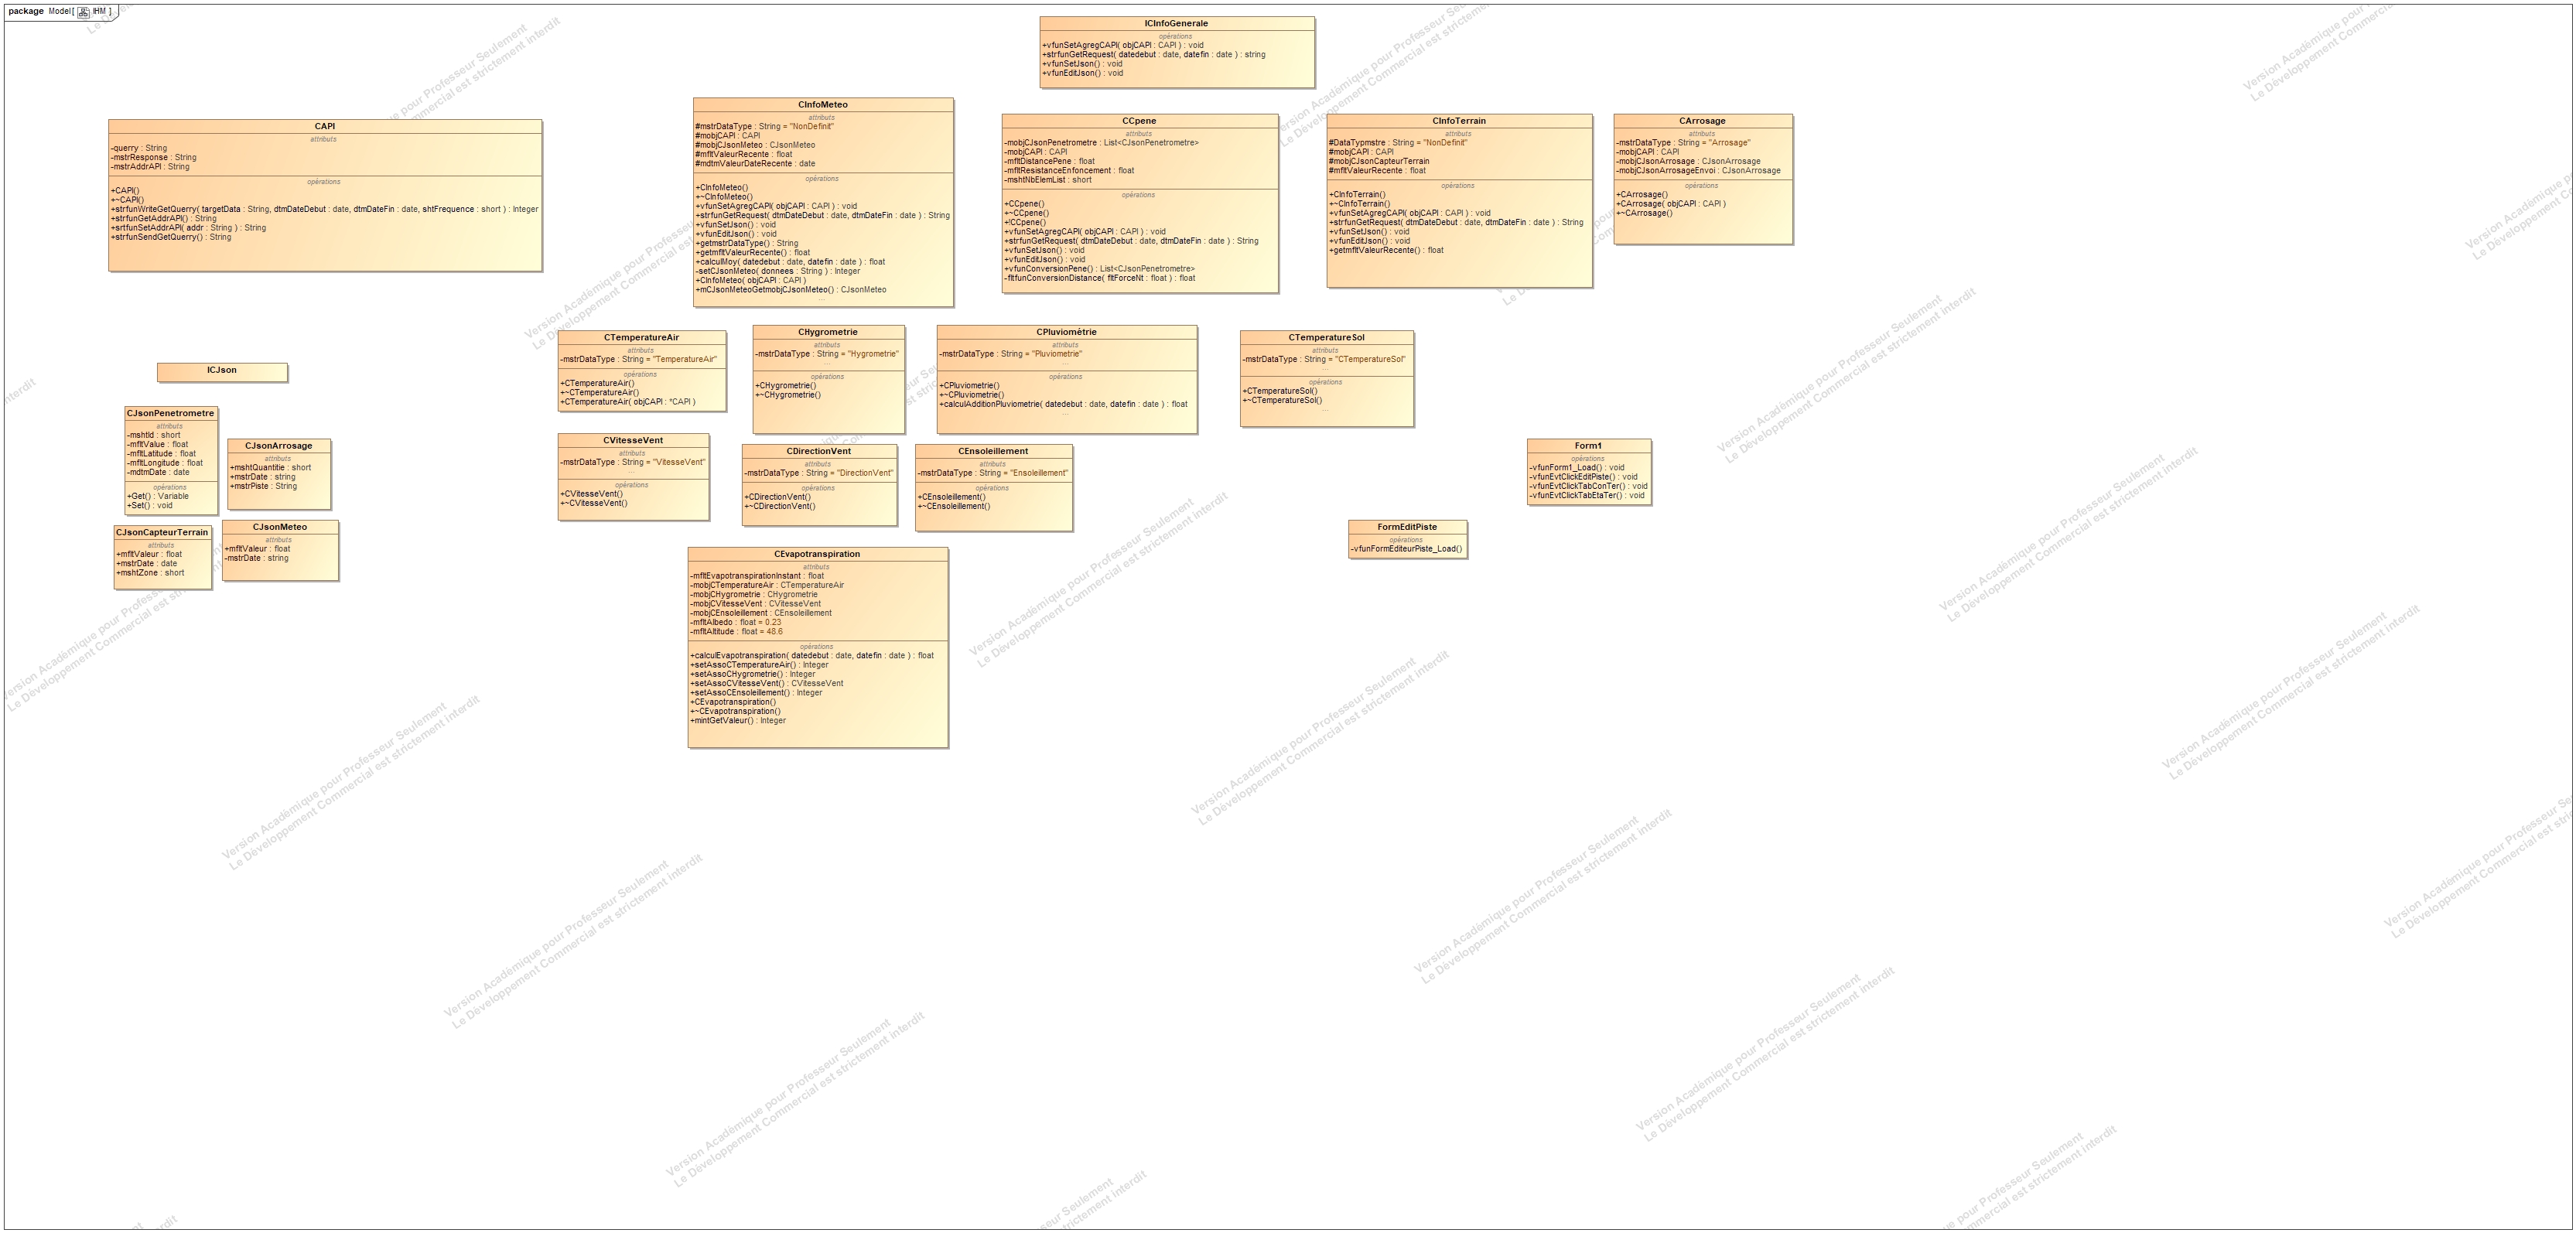 package Model [ IHM ]
ICInfoGenerale
opérations
+vfunSetAgregCAPI( objCAPI : CAPI ) : void
+strfunGetRequest( datedebut : date, datefin : date ) : string
+vfunSetJson() : void
+vfunEditJson() : void
CAPI
attributs
-querry : String
-mstrResponse : String
-mstrAddrAPI : String
opérations
+CAPI()
+~CAPI()
+strfunWriteGetQuerry( targetData : String, dtmDateDebut : date, dtmDateFin : date, shtFrequence : short ) : Integer
+strfunGetAddrAPI() : String
+srtfunSetAddrAPI( addr : String ) : String
+strfunSendGetQuerry() : String
CInfoMeteo
attributs
#mstrDataType : String = "NonDefinit"
#mobjCAPI : CAPI
#mobjCJsonMeteo : CJsonMeteo
#mfltValeurRecente : float
#mdtmValeurDateRecente : date
opérations
+CInfoMeteo()
+~CInfoMeteo()
+vfunSetAgregCAPI( objCAPI : CAPI ) : void
+strfunGetRequest( dtmDateDebut : date, dtmDateFin : date ) : String
+vfunSetJson() : void
+vfunEditJson() : void
+getmstrDataType() : String
+getmfltValeurRecente() : float
+calculMoy( datedebut : date, datefin : date ) : float
-setCJsonMeteo( donnees : String ) : Integer
+CInfoMeteo( objCAPI : CAPI )
+mCJsonMeteoGetmobjCJsonMeteo() : CJsonMeteo
...
CCpene
attributs
-mobjCJsonPenetrometre : List<CJsonPenetrometre>
-mobjCAPI : CAPI
-mfltDistancePene : float
-mfltResistanceEnfoncement : float
-mshtNbElemList : short
opérations
+CCpene()
+~CCpene()
+!CCpene()
+vfunSetAgregCAPI( objCAPI : CAPI ) : void
+strfunGetRequest( dtmDateDebut : date, dtmDateFin : date ) : String
+vfunSetJson() : void
+vfunEditJson() : void
+vfunConversionPene() : List<CJsonPenetrometre>
-fltfunConversionDistance( fltForceNt : float ) : float
CInfoTerrain
attributs
#DataTypmstre : String = "NonDefinit"
#mobjCAPI : CAPI
#mobjCJsonCapteurTerrain
#mfltValeurRecente : float
opérations
+CInfoTerrain()
+~CInfoTerrain()
+vfunSetAgregCAPI( objCAPI : CAPI ) : void
+strfunGetRequest( dtmDateDebut : date, dtmDateFin : date ) : String
+vfunSetJson() : void
+vfunEditJson() : void
+getmfltValeurRecente() : float
CArrosage
attributs
-mstrDataType : String = "Arrosage"
-mobjCAPI : CAPI
-mobjCJsonArrosage : CJsonArrosage
-mobjCJsonArrosageEnvoi : CJsonArrosage
opérations
+CArrosage()
+CArrosage( objCAPI : CAPI )
+~CArrosage()
CTemperatureAir
attributs
-mstrDataType : String = "TemperatureAir"
opérations
+CTemperatureAir()
+~CTemperatureAir()
+CTemperatureAir( objCAPI : *CAPI )
CHygrometrie
attributs
-mstrDataType : String = "Hygrometrie"
...
opérations
+CHygrometrie()
+~CHygrometrie()
CPluviomètrie
attributs
-mstrDataType : String = "Pluviometrie"
opérations
+CPluviometrie()
+~CPluviometrie()
+calculAdditionPluviometrie( datedebut : date, datefin : date ) : float
...
CTemperatureSol
attributs
-mstrDataType : String = "CTemperatureSol"
...
opérations
+CTemperatureSol()
+~CTemperatureSol()
...
ICJson
CJsonPenetrometre
attributs
-mshtId : short
-mfltValue : float
-mfltLatitude : float
-mfltLongitude : float
-mdtmDate : date
opérations
+Get() : Variable
+Set() : void
CJsonArrosage
attributs
+mshtQuantitie : short
+mstrDate : string
+mstrPiste : String
CJsonCapteurTerrain
attributs
+mfltValeur : float
+mstrDate : date
+mshtZone : short
CJsonMeteo
attributs
+mfltValeur : float
-mstrDate : string
CVitesseVent
attributs
-mstrDataType : String = "VitesseVent"
...
opérations
+CVitesseVent()
+~CVitesseVent()
CDirectionVent
attributs
-mstrDataType : String = "DirectionVent"
opérations
+CDirectionVent()
+~CDirectionVent()
CEnsoleillement
attributs
-mstrDataType : String = "Ensoleillement"
opérations
+CEnsoleillement()
+~CEnsoleillement()
Form1
opérations
-vfunForm1_Load() : void
-vfunEvtClickEditPiste() : void
-vfunEvtClickTabConTer() : void
-vfunEvtClickTabEtaTer() : void
FormEditPiste
opérations
-vfunFormEditeurPiste_Load()
CEvapotranspiration
attributs
-mfltEvapotranspirationInstant : float
-mobjCTemperatureAir : CTemperatureAir
-mobjCHygrometrie : CHygrometrie
-mobjCVitesseVent : CVitesseVent
-mobjCEnsoleillement : CEnsoleillement
-mfltAlbedo : float = 0.23
-mfltAltitude : float = 48.6
opérations
+calculEvapotranspiration( datedebut : date, datefin : date ) : float
+setAssoCTemperatureAir() : Integer
+setAssoCHygrometrie() : Integer
+setAssoCVitesseVent() : CVitesseVent
+setAssoCEnsoleillement() : Integer
+CEvapotranspiration()
+~CEvapotranspiration()
+mintGetValeur() : Integer
Version Académique pour Professeur Seulement
Le Développement Commercial est strictement interdit